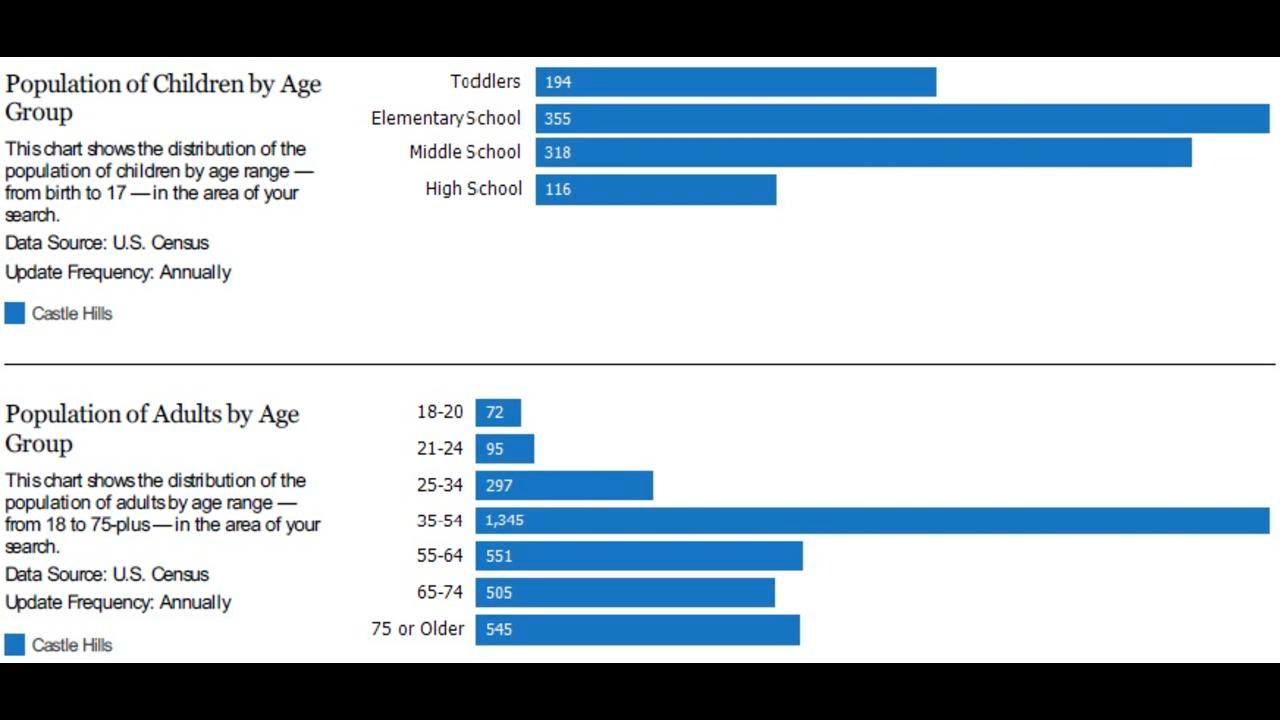 Population of Children by Age
Group
This chart shows the distribution of the
population of children by age range —
from birth to 17 — in the area of your
search.
Data Source: U.S. Census
Update Frequency: Annually
Castle Hills
Toddlers 194
Elementary School 355
Middle School 318
High School 116
Population of Adults by Age
Group
This chart shows the distribution of the
population of adults by age range —
from 18 to 75-plus — in the area of your
search.
Data Source: U.S. Census
Update Frequency: Annually
Castle Hills
18-20 72
21-24 95
25-34 297
35-54 1,345
55-64 551
65-74 505
75 or Older 545